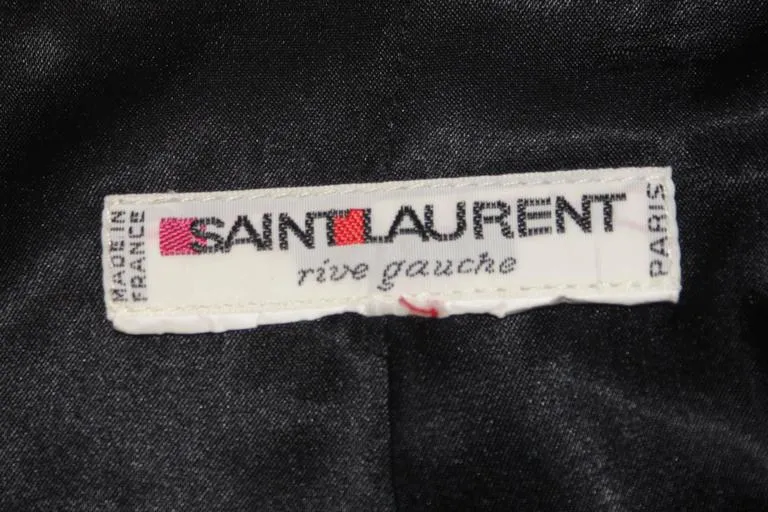 MADE IN
FRANCE
SAINT LAURENT
rive gauche
PARIS